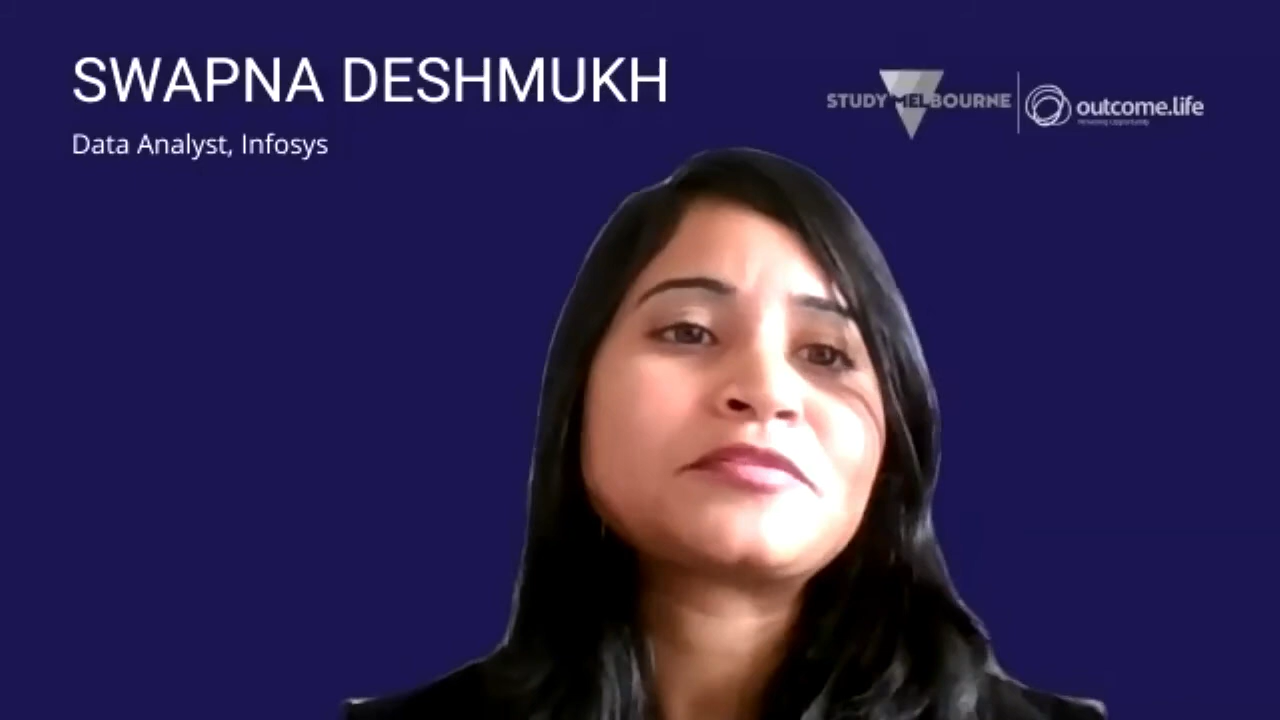 SWAPNA DESHMUKH
Data Analyst, Infosys
STUDY MELBOURNE
outcome.life